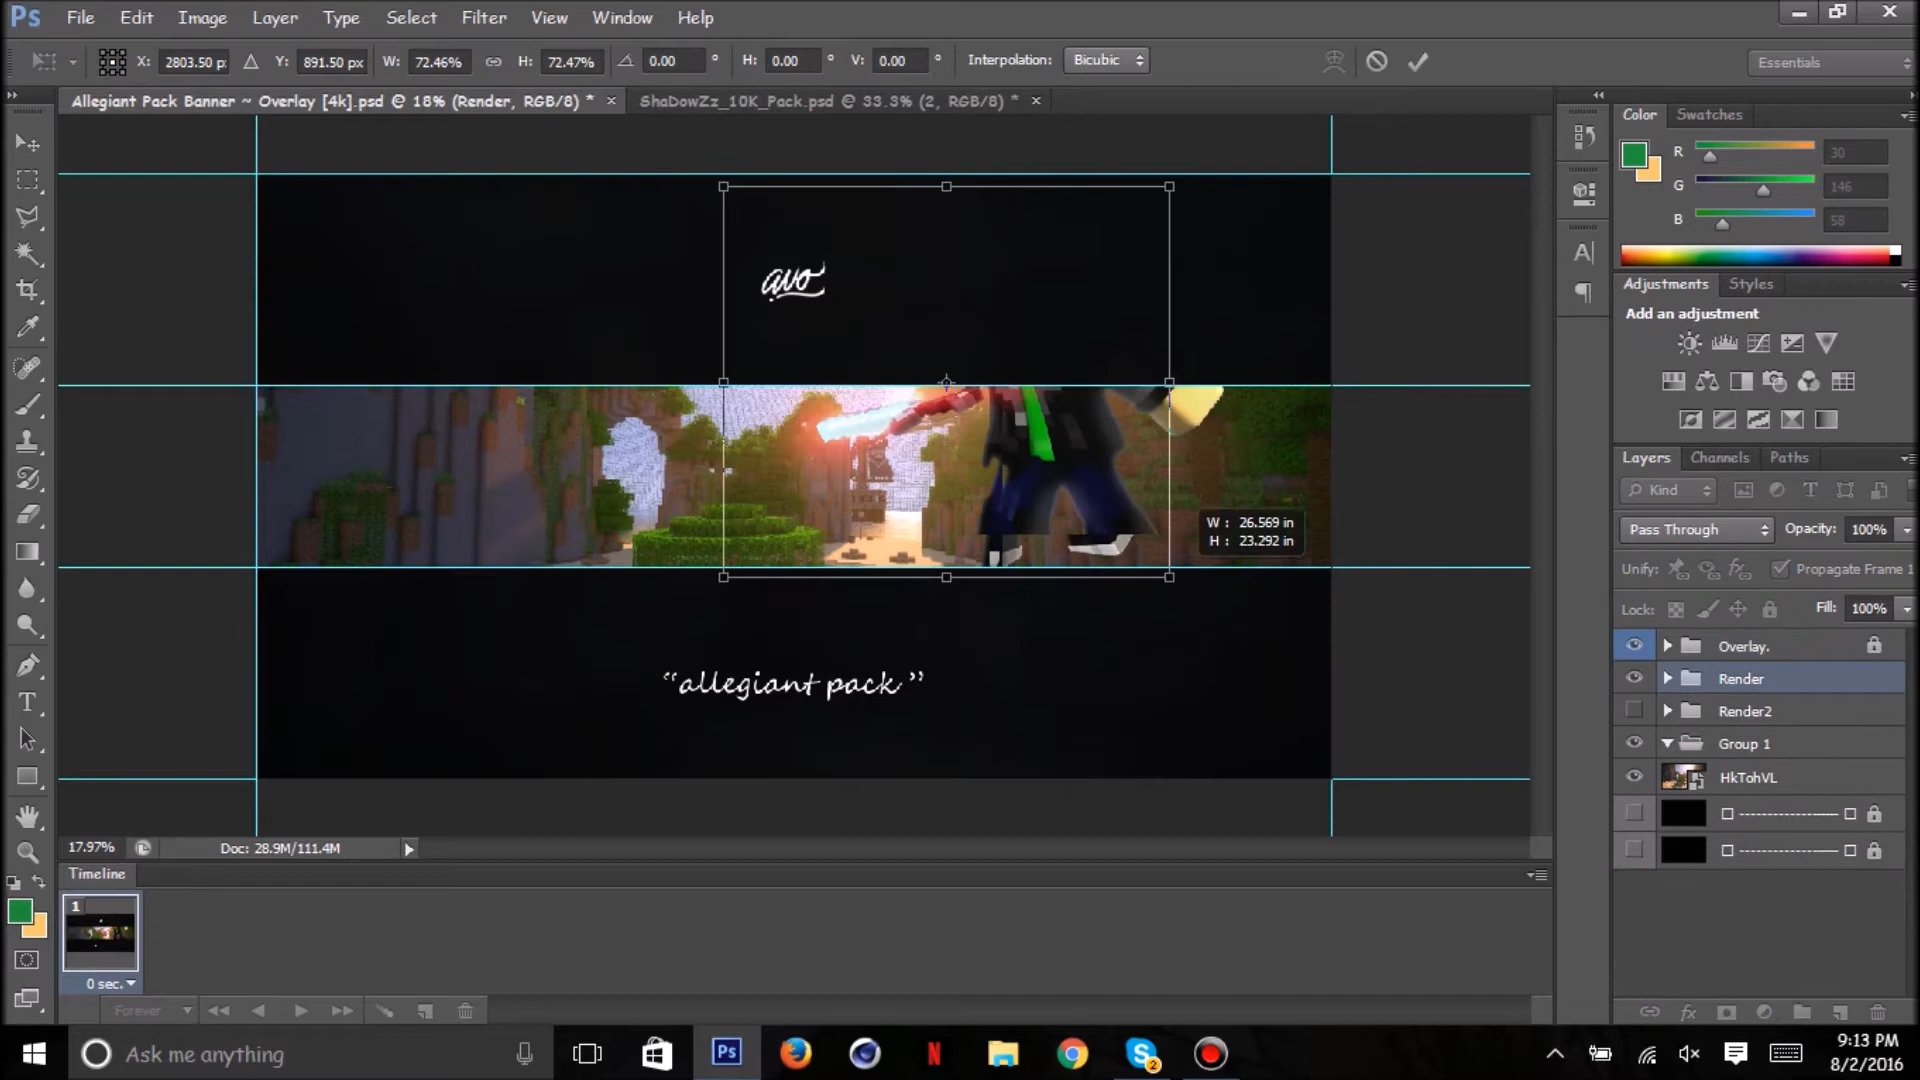 Ps File Edit Image Layer Type Select Filter View Window Help
X: 2803.50 p Y: 891.50 px W: 72.46% H: 72.47% 0.00 ° H: 0.00 ° V: 0.00 ° Interpolation: Bicubic Essentials
Allegiant Pack Banner ~ Overlay [4k].psd @ 18% (Render, RGB/8) * × ShaDowZz_10K_Pack.psd @ 33.3% (2, RGB/8) * ×
Color Swatches
R 30
G 146
B 58
Adjustments Styles
Add an adjustment
avo
W : 26.569 in
H : 23.292 in
“allegiant pack”
Layers Channels Paths
Kind
Pass Through Opacity: 100%
Unify: Propagate Frame 1
Lock: Fill: 100%
Overlay.
Render
Render2
Group 1
HkTohVL
17.97% Doc: 28.9M/111.4M
Timeline
1
0 sec.
Forever
Ask me anything
Ps
N
S 2
9:13 PM
8/2/2016